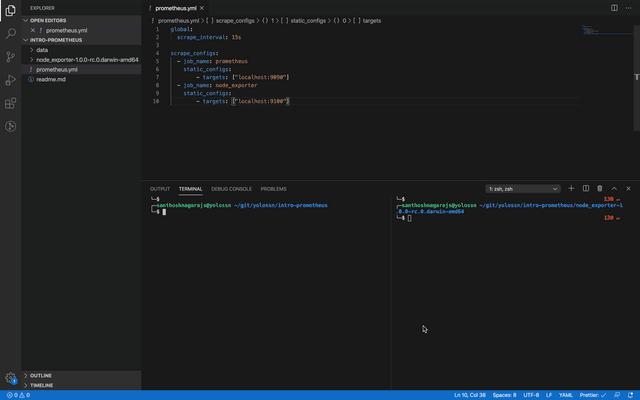 EXPLORER
OPEN EDITORS
prometheus.yml
INTRO-PROMETHEUS
data
node_exporter-1.0.0-rc.0.darwin-amd64
! prometheus.yml
readme.md
OUTLINE
TIMELINE
! prometheus.yml ×
! prometheus.yml > [ ] scrape_configs > {} 1 > [ ] static_configs > {} 0 > [ ] targets
1 global:
2 scrape_interval: 15s
3
4 scrape_configs:
5 - job_name: prometheus
6 static_configs:
7 - targets: ["localhost:9090"]
8 - job_name: node_exporter
9 static_configs:
10 - targets: ["localhost:9100"]
OUTPUT TERMINAL DEBUG CONSOLE PROBLEMS
1: zsh, zsh
$
santhoshnagarajs@yolossn ~/git/yolossn/intro-prometheus
$
$ 130 ↵
santhoshnagarajs@yolossn ~/git/yolossn/intro-prometheus/node_exporter-1
.0.0-rc.0.darwin-amd64
$ 130 ↵
0 0 Ln 10, Col 38 Spaces: 8 UTF-8 LF YAML Prettier: ✓